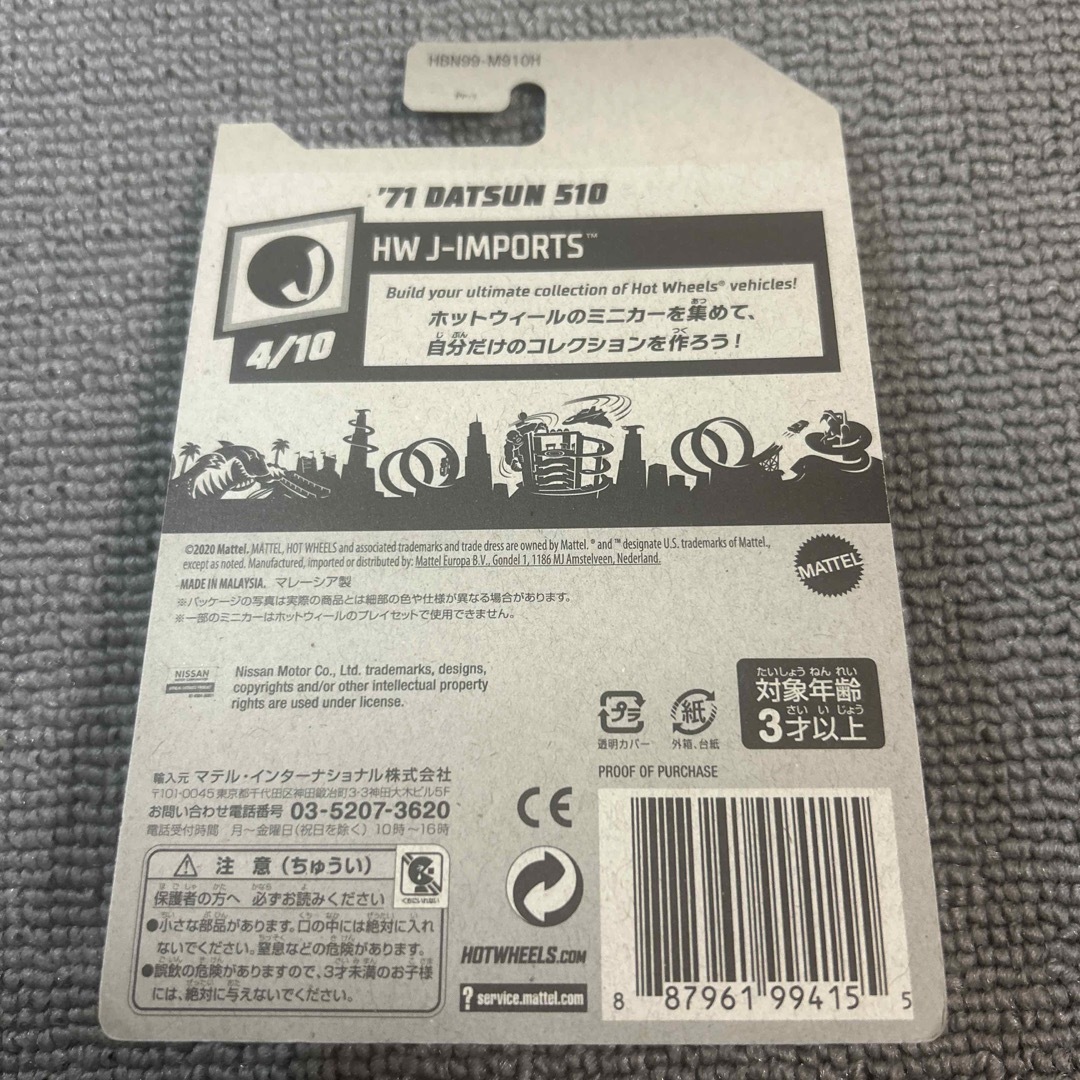 HBN99-M910H
'71 DATSUN 510
HW J-IMPORTS™
4/10
Build your ultimate collection of Hot Wheels® vehicles!
ホットウィールのミニカーを集めて、
自分だけのコレクションを作ろう！
©2020 Mattel. MATTEL, HOT WHEELS and associated trademarks and trade dress are owned by Mattel. ® and ™ designate U.S. trademarks of Mattel.,
except as noted. Manufactured, imported or distributed by: Mattel Europa B.V., Gondel 1, 1186 MJ Amstelveen, Nederland.
MADE IN MALAYSIA. マレーシア製
※パッケージの写真は実際の商品とは細部の色や仕様が異なる場合があります。
※一部のミニカーはホットウィールのプレイセットで使用できません。
MATTEL
NISSAN
Nissan Motor Co., Ltd. trademarks, designs,
copyrights and/or other intellectual property
rights are used under license.
プラ
透明カバー
紙
外箱、台紙
対象年齢
3才以上
輸入元 マテル・インターナショナル株式会社
〒101-0045 東京都千代田区神田鍛冶町3-3神田大木ビル5F
お問い合わせ電話番号 03-5207-3620
電話受付時間 月〜金曜日(祝日を除く) 10時〜16時
注 意 (ちゅうい)
保護者の方へ 必ずお読みください
●小さな部品があります。口の中には絶対に入れ
ないでください。窒息などの危険があります。
●誤飲の危険がありますので、3才未満のお子様
には、絶対に与えないでください。
CE
HOTWHEELS.COM
? service.mattel.com
PROOF OF PURCHASE
8 87961 99415 5